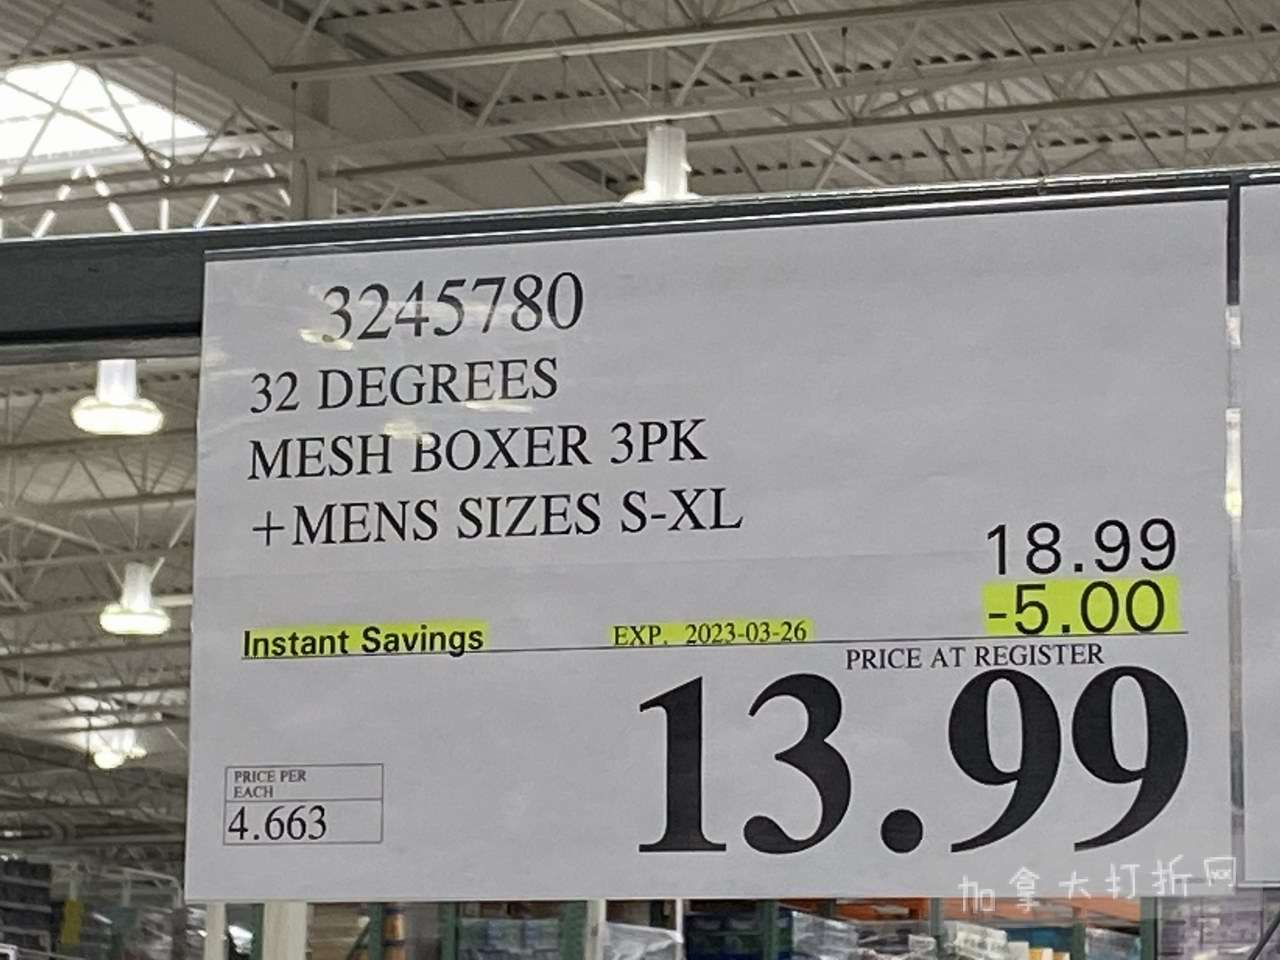 3245780
32 DEGREES
MESH BOXER 3PK
+MENS SIZES S-XL
18.99
-5.00
Instant Savings EXP. 2023-03-26
PRICE AT REGISTER
13.99
PRICE PER
EACH
4.663
加拿大打折网